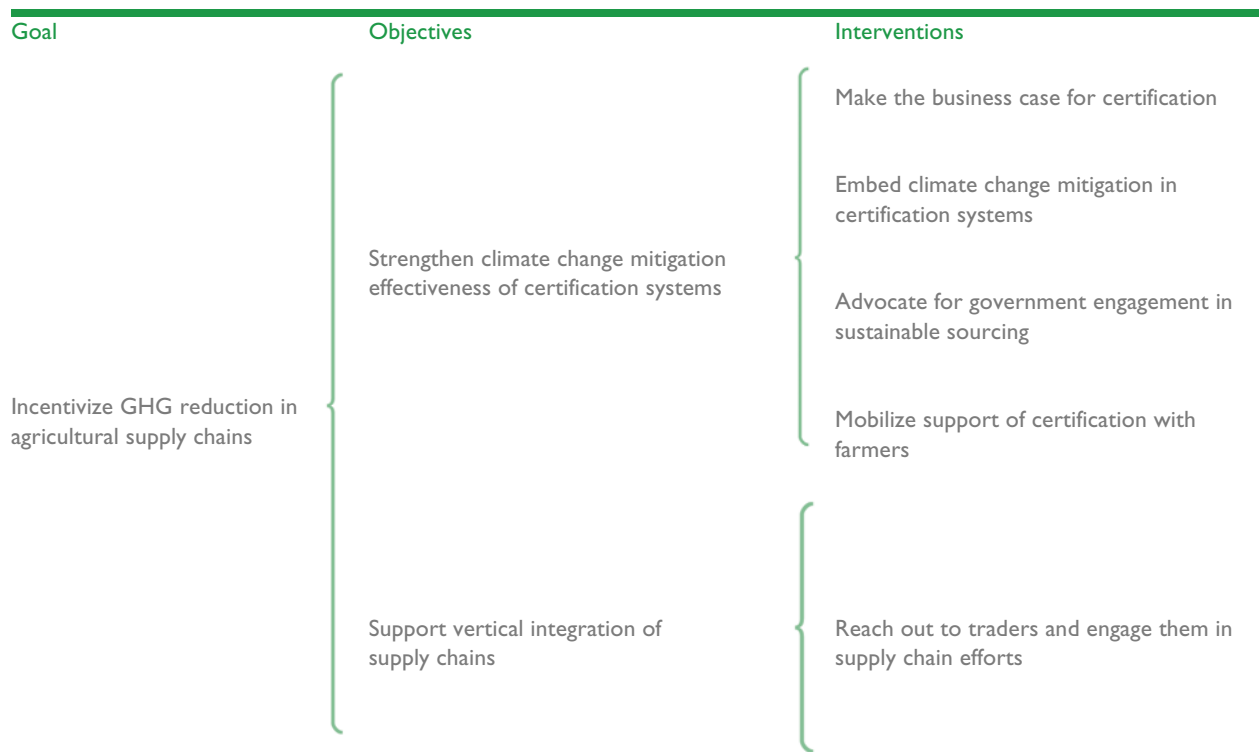 Goal
Objectives
Interventions
Make the business case for certification
Embed climate change mitigation in
certification systems
Strengthen climate change mitigation
effectiveness of certification systems
Advocate for government engagement in
sustainable sourcing
Incentivize GHG reduction in
agricultural supply chains
Mobilize support of certification with
farmers
Support vertical integration of
supply chains
Reach out to traders and engage them in
supply chain efforts